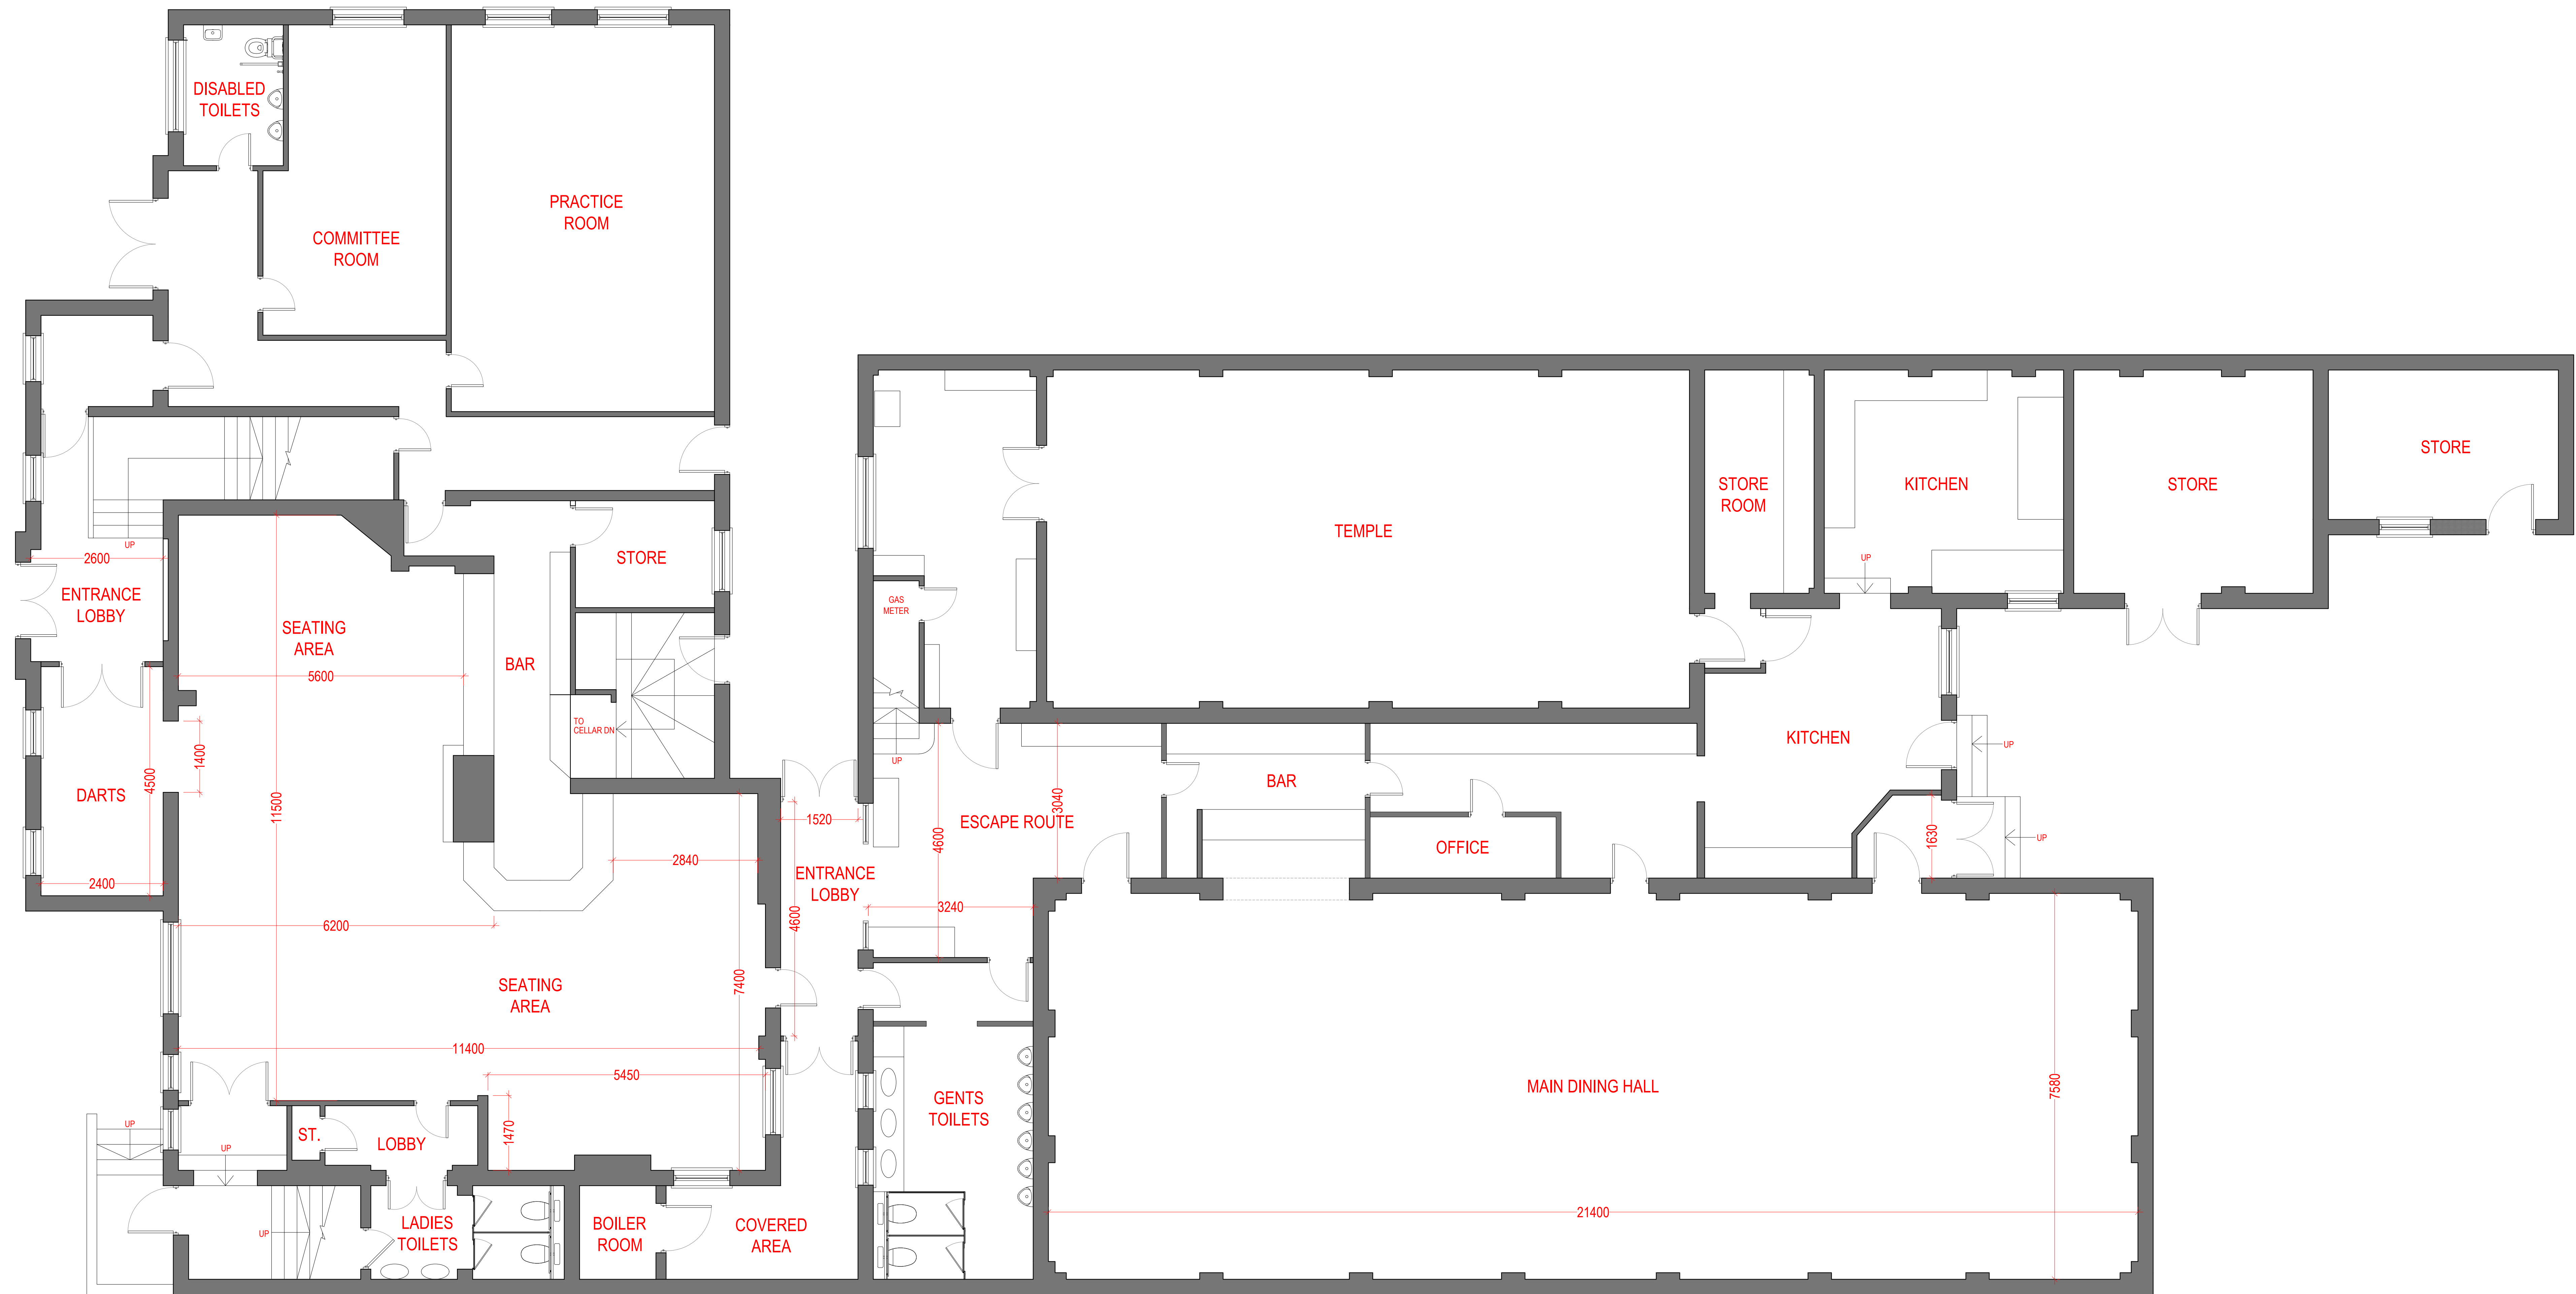 DISABLED
TOILETS
PRACTICE
ROOM
COMMITTEE
ROOM
STORE
STORE
STORE
ROOM
KITCHEN
TEMPLE
UP
2600
UP
STORE
ENTRANCE
LOBBY
GAS
METER
SEATING
AREA
BAR
5600
TO
CELLAR DN
1400
4500
DARTS
11500
UP
KITCHEN
UP
BAR
3040
1520
ESCAPE ROUTE
4600
1630
UP
OFFICE
2840
ENTRANCE
LOBBY
2400
4600
3240
6200
SEATING
AREA
7400
11400
5450
MAIN DINING HALL
7580
GENTS
TOILETS
1470
UP
ST.
LOBBY
UP
21400
LADIES
TOILETS
UP
BOILER
ROOM
COVERED
AREA